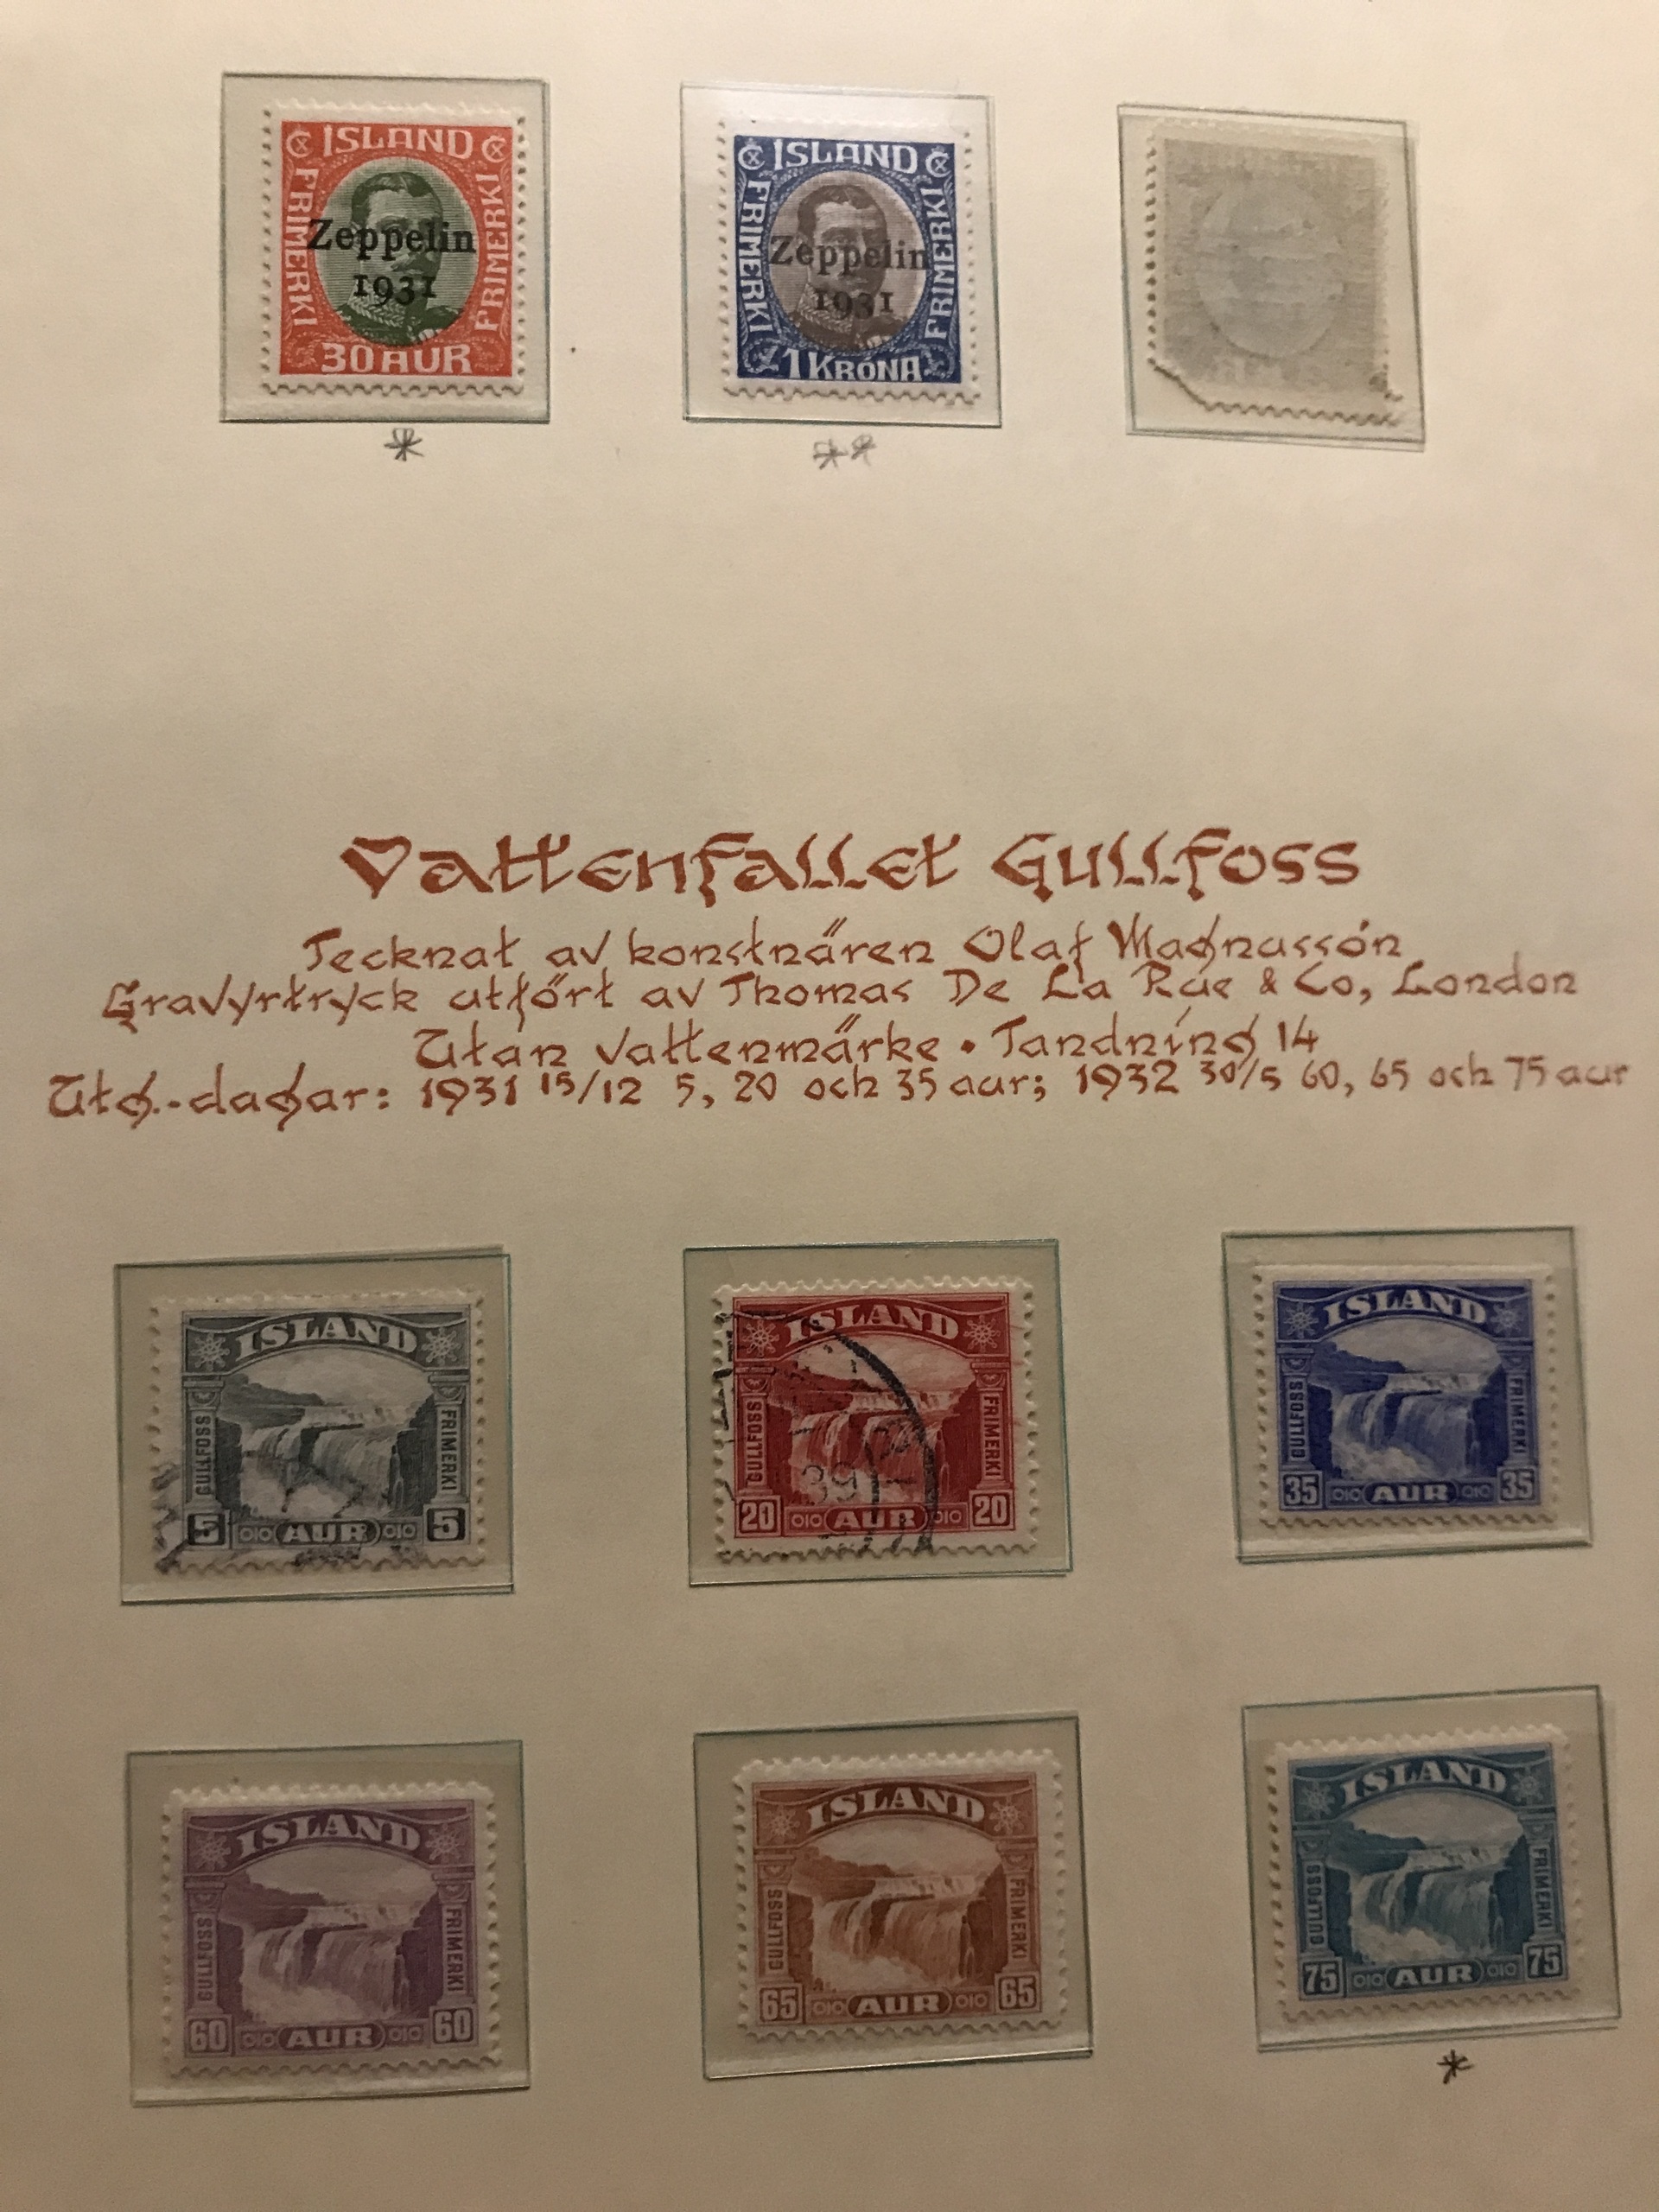 ISLAND
FRIMERKI
FRIMERKI
Zeppelin
1931
30 AUR
ISLAND
FRIMERKI
FRIMERKI
Zeppelin
1931
1 KRÓNA
*
**
Vattenfallet Gullfoss
Tecknat av konstnären Olaf Magnussón
Gravyrtryck utfört av Thomas De La Rue & Co, London
Utan vattenmärke • Tandning 14
Utg.-dagar: 1931 15/12 5, 20 och 35 aur; 1932 30/5 60, 65 och 75 aur
ISLAND
GULLFOSS
FRIMERKI
5 AUR 5
ISLAND
GULLFOSS
FRIMERKI
20 AUR 20
ISLAND
GULLFOSS
FRIMERKI
35 AUR 35
ISLAND
GULLFOSS
FRIMERKI
60 AUR 60
ISLAND
GULLFOSS
FRIMERKI
65 AUR 65
ISLAND
GULLFOSS
FRIMERKI
75 AUR 75
*